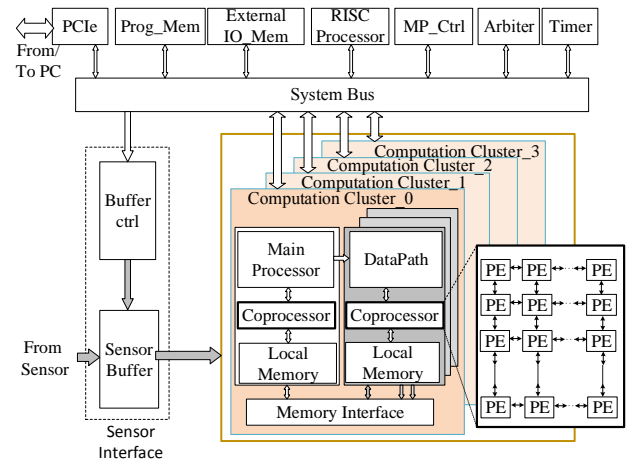 PCIe
Prog_Mem
External
IO_Mem
RISC
Processor
MP_Ctrl
Arbiter
Timer
From/
To PC
System Bus
Computation Cluster_3
Computation Cluster_2
Computation Cluster_1
Computation Cluster_0
Buffer
ctrl
Main
Processor
DataPath
Coprocessor
Coprocessor
Local
Memory
Local
Memory
Memory Interface
From
Sensor
Sensor
Buffer
Sensor
Interface
PE PE PE
PE PE PE
PE PE PE
PE PE PE